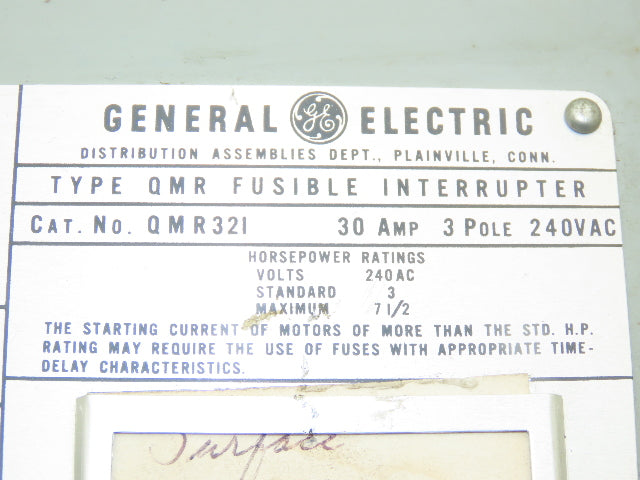 GENERAL GE ELECTRIC
DISTRIBUTION ASSEMBLIES DEPT., PLAINVILLE, CONN.
TYPE QMR FUSIBLE INTERRUPTER
CAT. NO. QMR321 30 AMP 3 POLE 240VAC
HORSEPOWER RATINGS
VOLTS 240AC
STANDARD 3
MAXIMUM 7 1/2
THE STARTING CURRENT OF MOTORS OF MORE THAN THE STD. H.P.
RATING MAY REQUIRE THE USE OF FUSES WITH APPROPRIATE TIME-
DELAY CHARACTERISTICS.
Surface